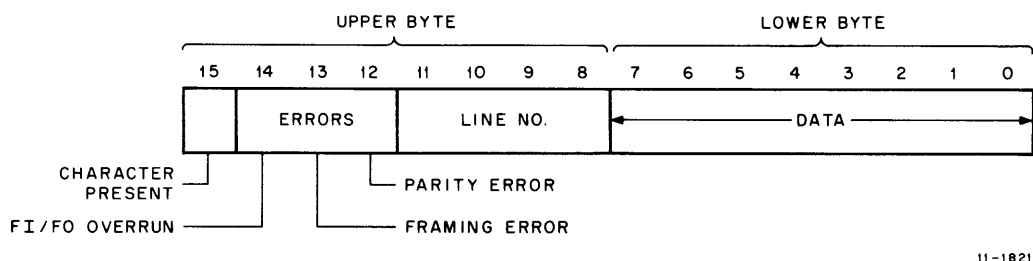 UPPER BYTE LOWER BYTE
15 14 13 12 11 10 9 8 7 6 5 4 3 2 1 0
ERRORS LINE NO. DATA
CHARACTER
PRESENT
PARITY ERROR
FI/FO OVERRUN FRAMING ERROR
11-1821